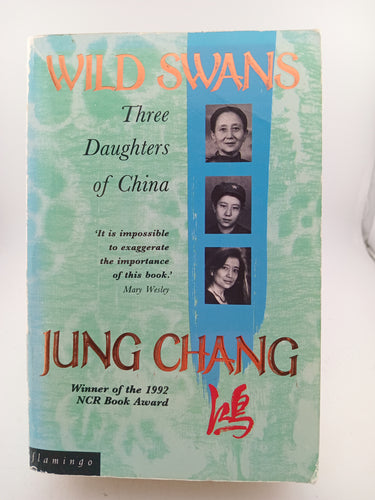 WILD SWANS
Three
Daughters
of China
'It is impossible
to exaggerate
the importance
of this book.'
Mary Wesley
JUNG CHANG
Winner of the 1992
NCR Book Award
鴻
flamingo